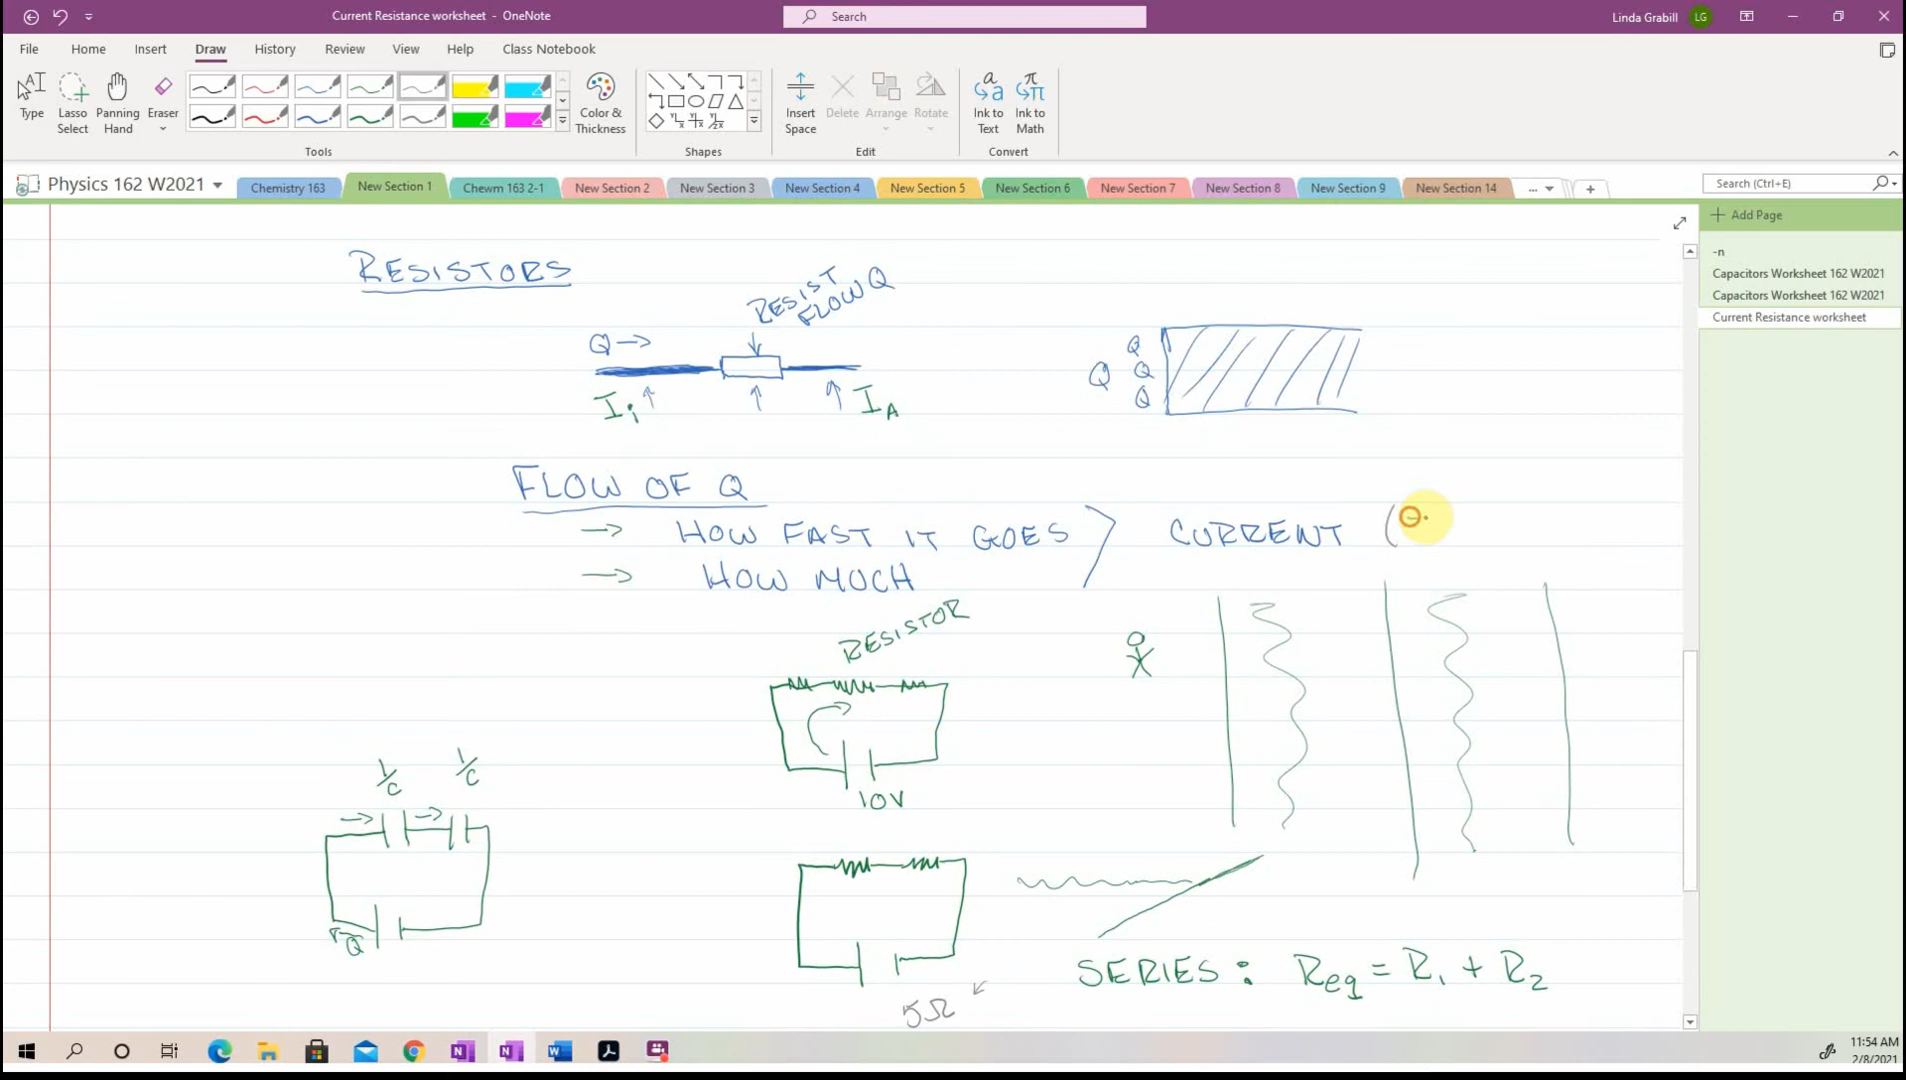 Current Resistance worksheet - OneNote
Search
Linda Grabill
LG
File Home Insert Draw History Review View Help Class Notebook
Type
Lasso Select
Panning Hand
Eraser
Color & Thickness
Insert Space
Delete
Arrange
Rotate
Ink to Text
Ink to Math
Tools
Shapes
Edit
Convert
Physics 162 W2021
Chemistry 163
New Section 1
Chewm 163 2-1
New Section 2
New Section 3
New Section 4
New Section 5
New Section 6
New Section 7
New Section 8
New Section 9
New Section 14
...
Search (Ctrl+E)
Add Page
-n
Capacitors Worksheet 162 W2021
Capacitors Worksheet 162 W2021
Current Resistance worksheet
RESISTORS
RESIST
FLOW Q
Q →
Ii
IA
Q Q Q Q
FLOW OF Q
→ HOW FAST IT GOES
→ HOW MUCH
CURRENT (
RESISTOR
10V
1/C 1/C
Q
5Ω
SERIES: Req = R1 + R2
11:54 AM
2/8/2021